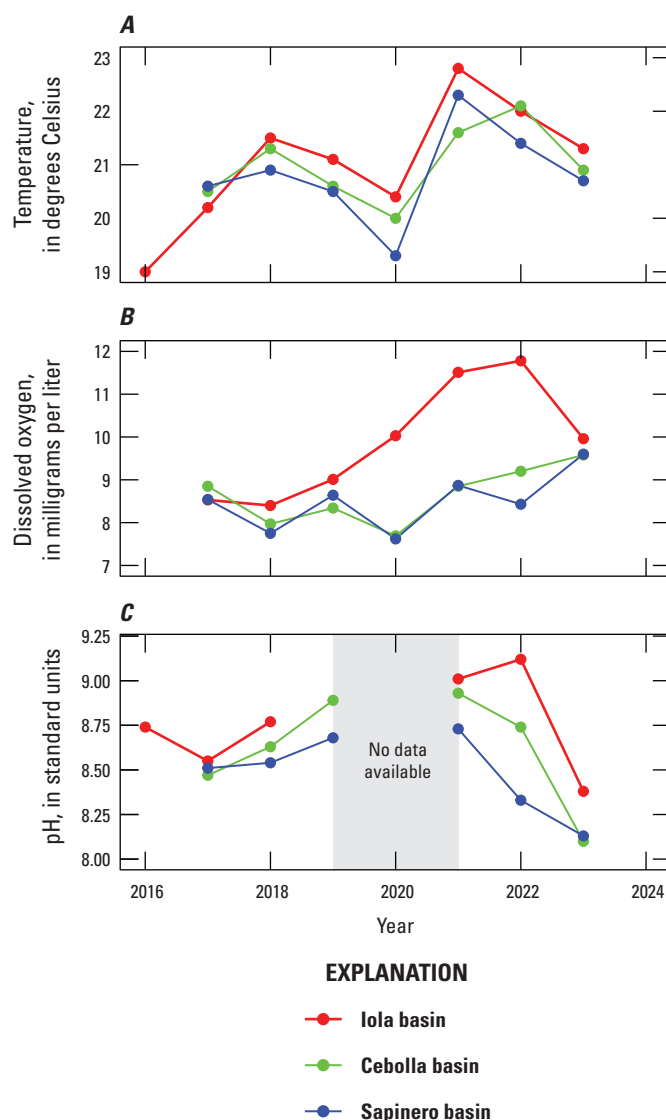 A
Temperature,
in degrees Celsius
23
22
21
20
19
B
Dissolved oxygen,
in milligrams per liter
12
11
10
9
8
7
C
pH, in standard units
9.25
9.00
8.75
8.50
8.25
8.00
No data
available
2016 2018 2020 2022 2024
Year
EXPLANATION
Iola basin
Cebolla basin
Sapinero basin